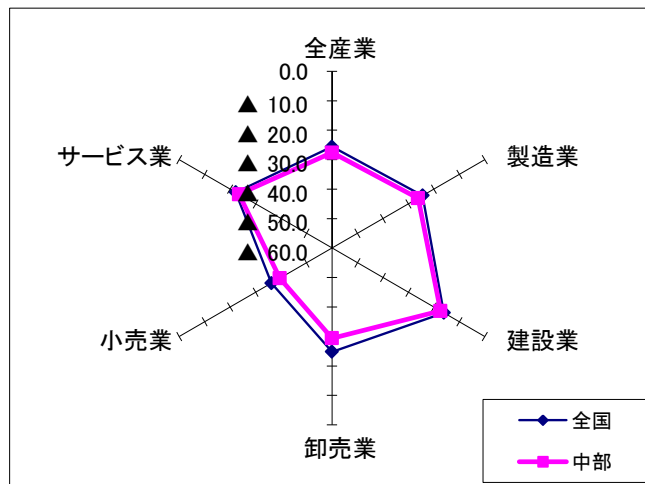 全産業
0.0
▲ 10.0
▲ 20.0
▲ 30.0
▲ 40.0
▲ 50.0
▲ 60.0
製造業
建設業
卸売業
小売業
サービス業
全国
中部